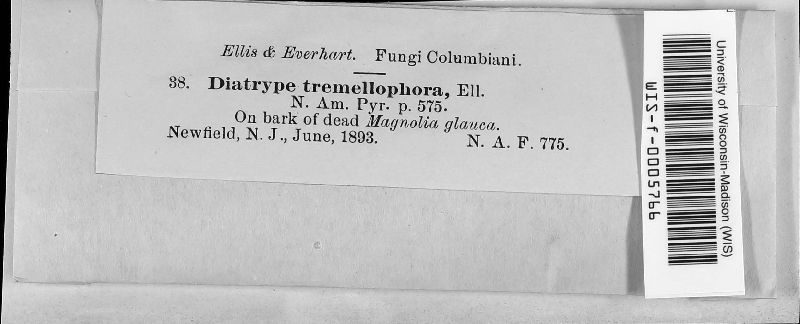 Ellis & Everhart. Fungi Columbiani.
38. Diatrype tremellophora, Ell.
N. Am. Pyr. p. 575.
On bark of dead Magnolia glauca.
Newfield, N. J., June, 1893. N. A. F. 775.
University of Wisconsin-Madison (WIS)
WIS-f-0005766